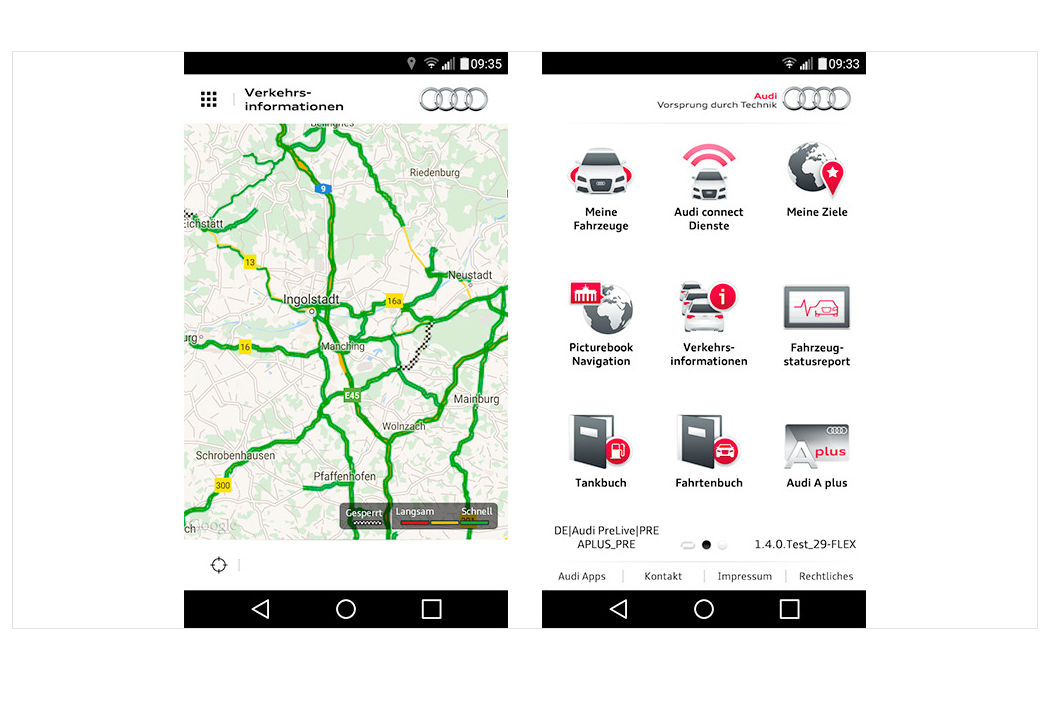 09:35
Verkehrs-
informationen
Riedenburg
9
Eichstätt
13
Neustadt
Ingolstadt
16a
16
Manching
E45
Mainburg
Wolnzach
Schrobenhausen
Pfaffenhofen
300
Gesperrt
Langsam
Schnell
Google
09:33
Audi
Vorsprung durch Technik
Meine
Fahrzeuge
Audi connect
Dienste
Meine Ziele
Picturebook
Navigation
Verkehrs-
informationen
Fahrzeug-
statusreport
Tankbuch
Fahrtenbuch
A plus
Audi A plus
DE|Audi PreLive|PRE
APLUS_PRE
1.4.0.Test_29-FLEX
Audi Apps
Kontakt
Impressum
Rechtliches